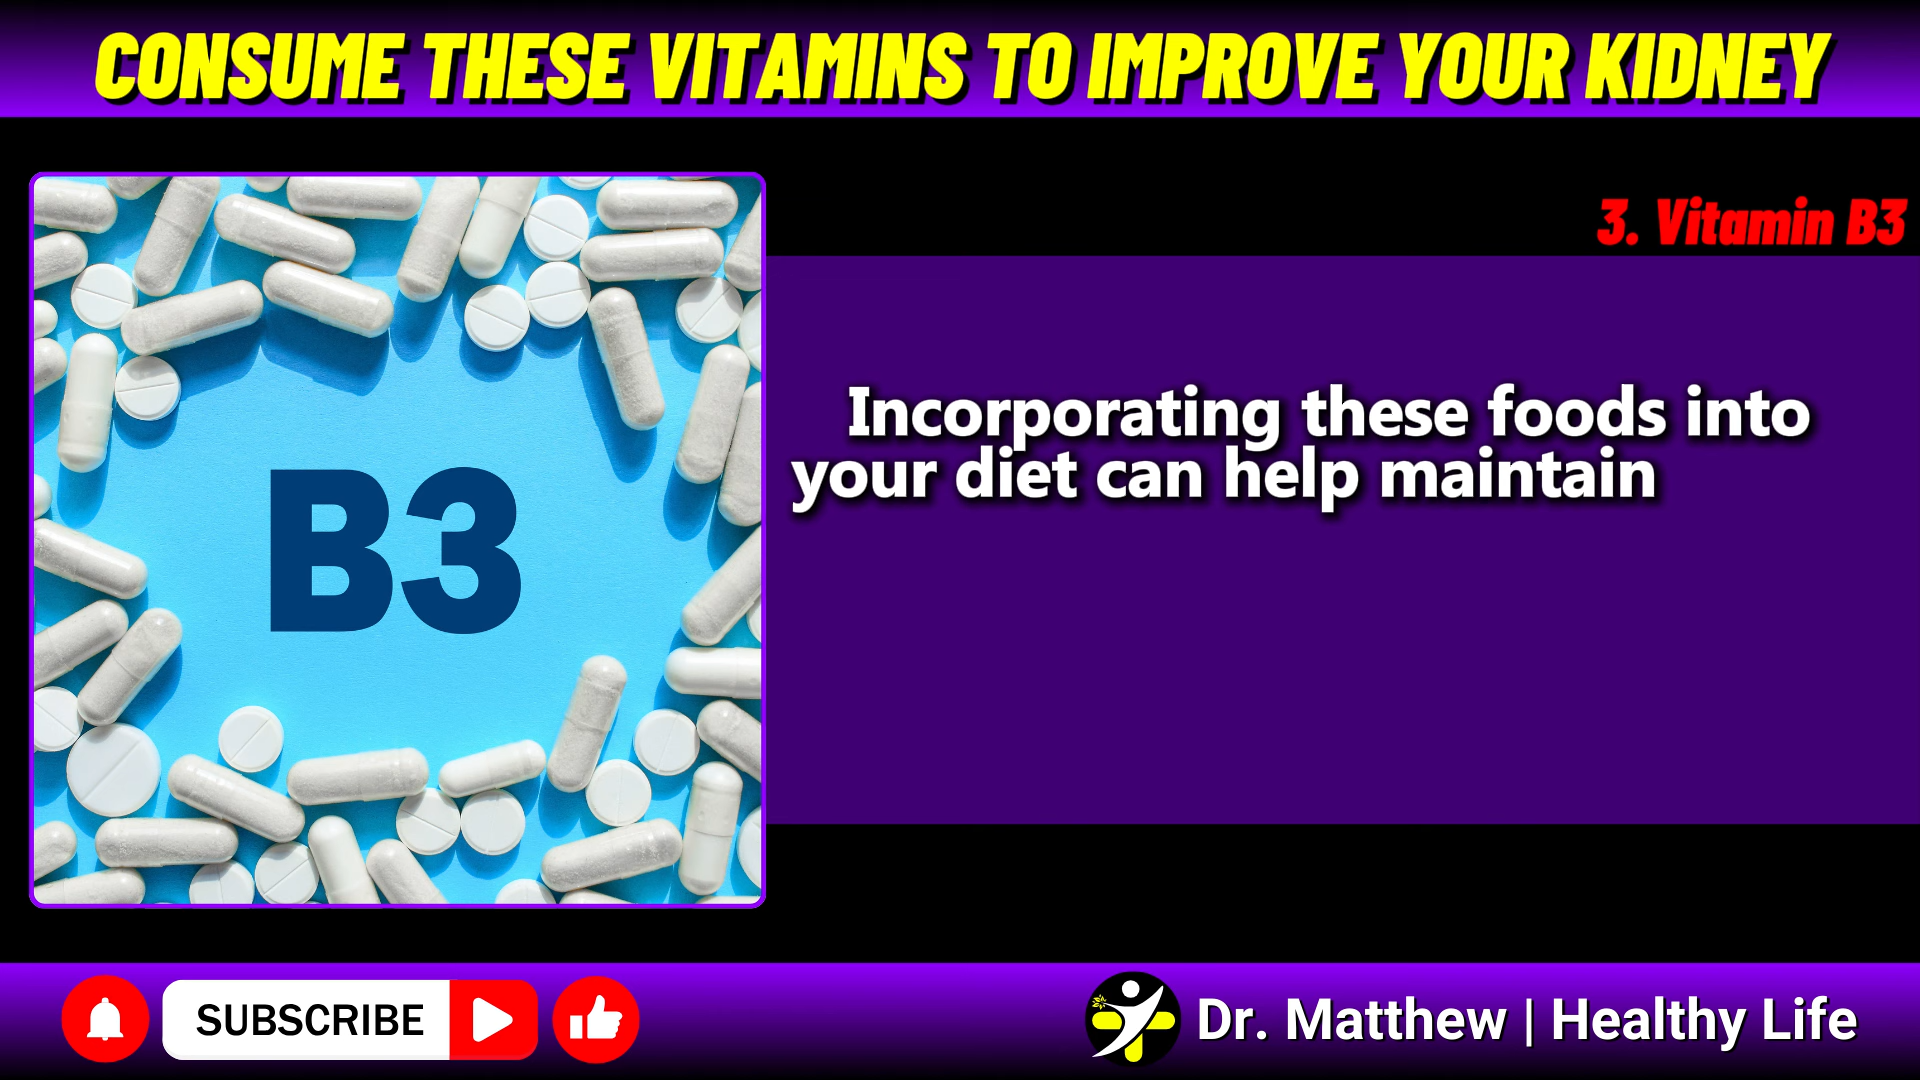 CONSUME THESE VITAMINS TO IMPROVE YOUR KIDNEY
3. Vitamin B3
B3
Incorporating these foods into
your diet can help maintain
SUBSCRIBE
Dr. Matthew | Healthy Life